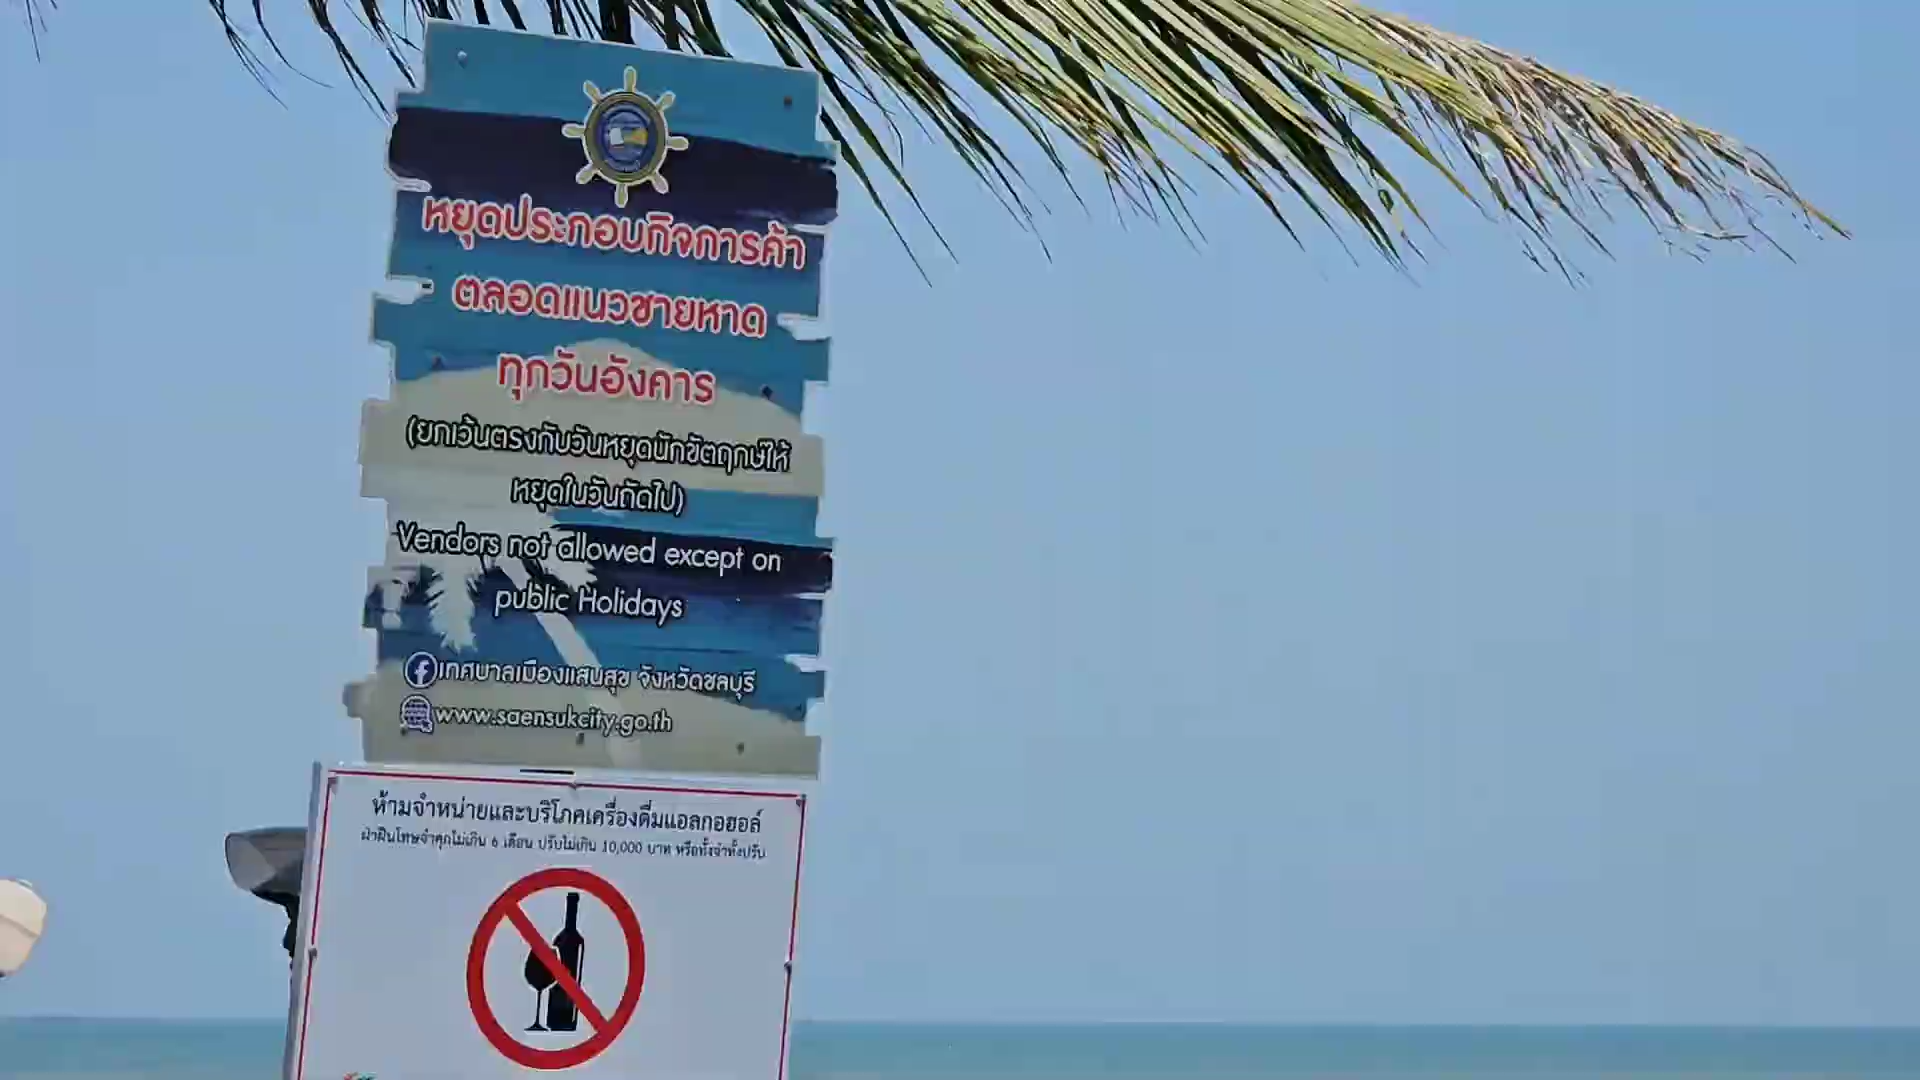 หยุดประกอบกิจการค้า
ตลอดแนวชายหาด
ทุกวันอังคาร
(ยกเว้นตรงกับวันหยุดนักขัตฤกษ์ให้
หยุดในวันถัดไป)
Vendors not allowed except on
public Holidays
เทศบาลเมืองแสนสุข จังหวัดชลบุรี
www.saensukcity.go.th
ห้ามจำหน่ายและบริโภคเครื่องดื่มแอลกอฮอล์
ฝ่าฝืนโทษจำคุกไม่เกิน 6 เดือน ปรับไม่เกิน 10,000 บาท หรือทั้งจำทั้งปรับ